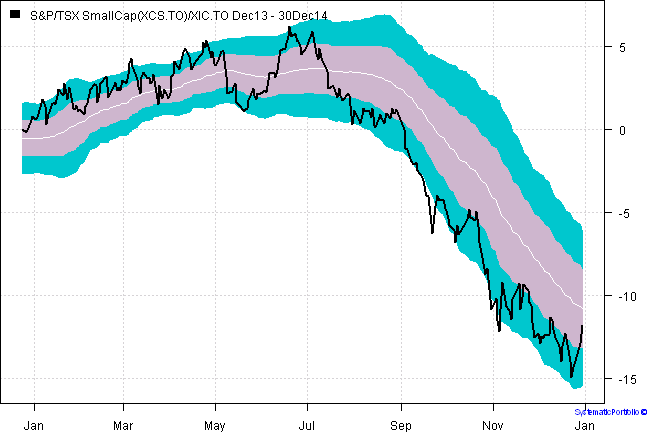 S&P/TSX SmallCap(XCS.TO)/XIC.TO Dec13 - 30Dec14
5
0
-5
-10
-15
SystematicPortfolio ©
Jan Mar May Jul Sep Nov Jan